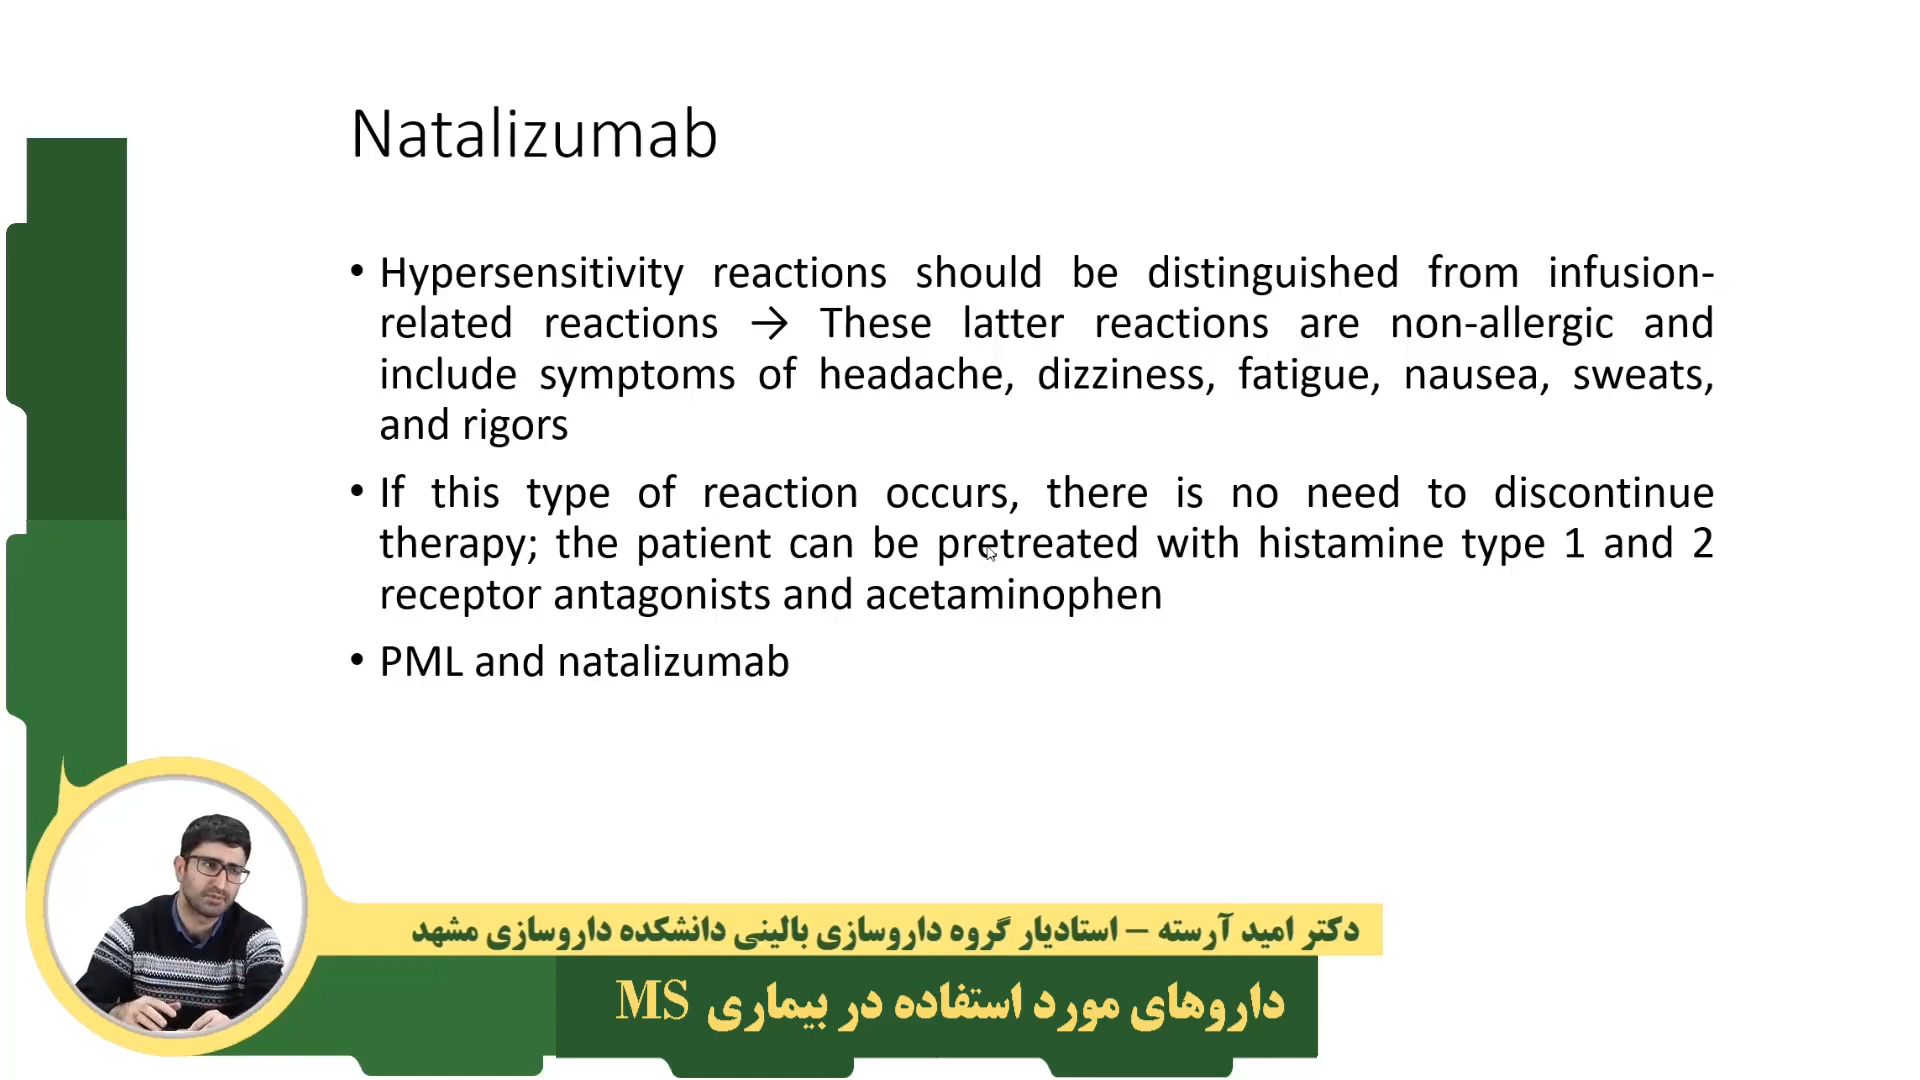 Natalizumab
• Hypersensitivity reactions should be distinguished from infusion-
related reactions → These latter reactions are non-allergic and
include symptoms of headache, dizziness, fatigue, nausea, sweats,
and rigors
• If this type of reaction occurs, there is no need to discontinue
therapy; the patient can be pretreated with histamine type 1 and 2
receptor antagonists and acetaminophen
• PML and natalizumab
دکتر امید آرسته – استادیار گروه داروسازی بالینی دانشکده داروسازی مشهد
داروهای مورد استفاده در بیماری MS